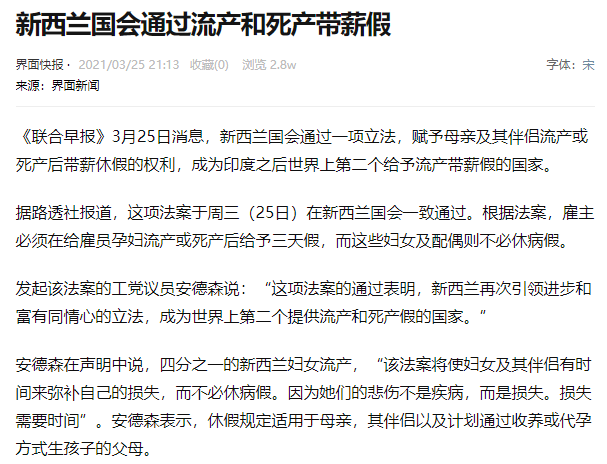 新西兰国会通过流产和死产带薪假
界面快报 · 2021/03/25 21:13 收藏(0) 浏览 2.8w 字体：宋
来源：界面新闻
《联合早报》3月25日消息，新西兰国会通过一项立法，赋予母亲及其伴侣流产或
死产后带薪休假的权利，成为印度之后世界上第二个给予流产带薪假的国家。
据路透社报道，这项法案于周三（25日）在新西兰国会一致通过。根据法案，雇主
必须在给雇员孕妇流产或死产后给予三天假，而这些妇女及配偶则不必休病假。
发起该法案的工党议员安德森说：“这项法案的通过表明，新西兰再次引领进步和
富有同情心的立法，成为世界上第二个提供流产和死产假的国家。”
安德森在声明中说，四分之一的新西兰妇女流产，“该法案将使妇女及其伴侣有时
间来弥补自己的损失，而不必休病假。因为她们的悲伤不是疾病，而是损失。损失
需要时间”。安德森表示，休假规定适用于母亲，其伴侣以及计划通过收养或代孕
方式生孩子的父母。